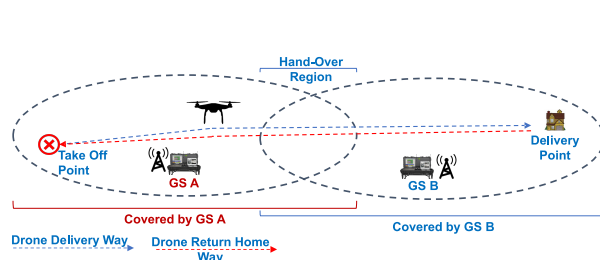 Hand-Over
Region
Take Off
Point
Delivery
Point
GS A
GS B
Covered by GS A
Covered by GS B
Drone Delivery Way
Drone Return Home
Way